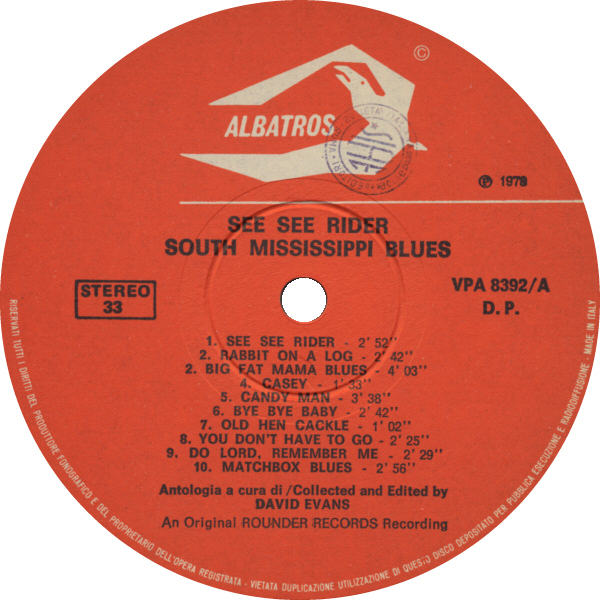 ©
ALBATROS
℗ 1978
SEE SEE RIDER
SOUTH MISSISSIPPI BLUES
STEREO
33
VPA 8392/A
D. P.
1. SEE SEE RIDER - 2' 52''
2. RABBIT ON A LOG - 2' 42''
2. BIG FAT MAMA BLUES - 4' 03''
4. CASEY - 1' 33''
5. CANDY MAN - 3' 38''
6. BYE BYE BABY - 2' 42''
7. OLD HEN CACKLE - 1' 02''
8. YOU DON'T HAVE TO GO - 2' 25''
9. DO LORD, REMEMBER ME - 2' 29''
10. MATCHBOX BLUES - 2' 56''
Antologia a cura di /Collected and Edited by
DAVID EVANS
An Original ROUNDER RECORDS Recording
RISERVATI TUTTI I DIRITTI DEL PRODUTTORE FONOGRAFICO E DEL PROPRIETARIO DELL'OPERA REGISTRATA - VIETATA DUPLICAZIONE UTILIZZAZIONE DI QUESTO DISCO DEPOSITATO PER PUBBLICA ESECUZIONE E RADIODIFFUSIONE - MADE IN ITALY